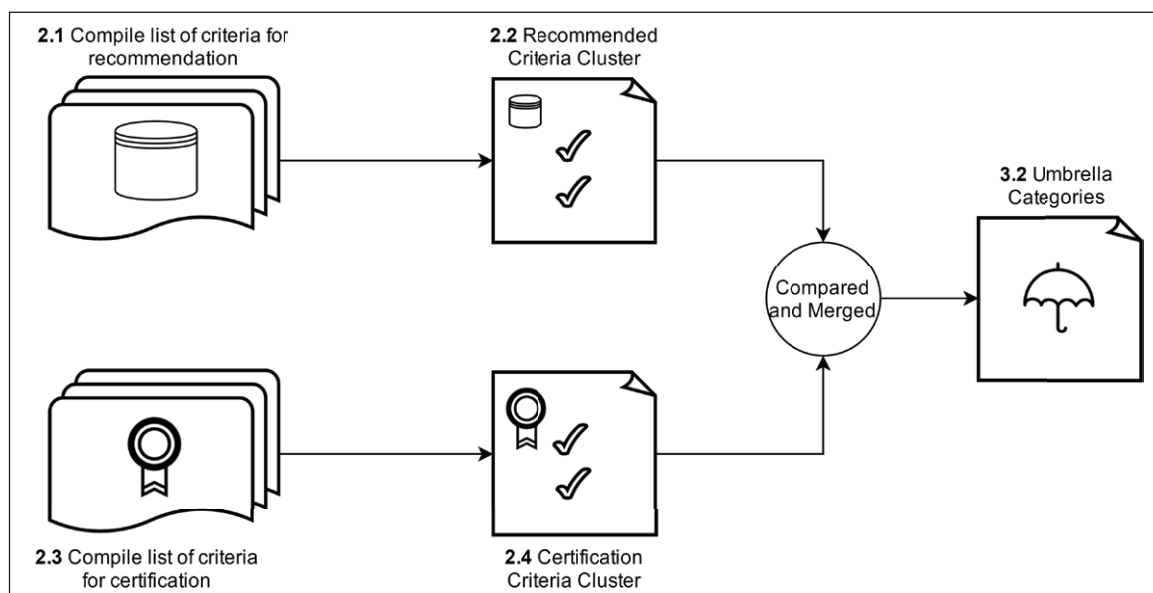 2.1 Compile list of criteria for
recommendation
2.2 Recommended
Criteria Cluster
3.2 Umbrella
Categories
Compared
and Merged
2.3 Compile list of criteria
for certification
2.4 Certification
Criteria Cluster